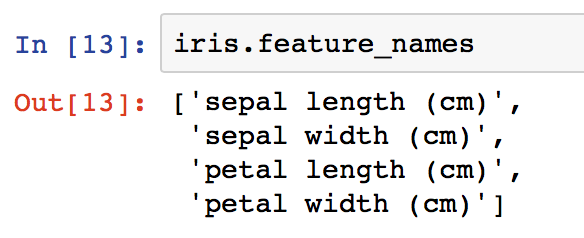 In [13]: iris.feature_names
Out[13]: ['sepal length (cm)',
'sepal width (cm)',
'petal length (cm)',
'petal width (cm)']